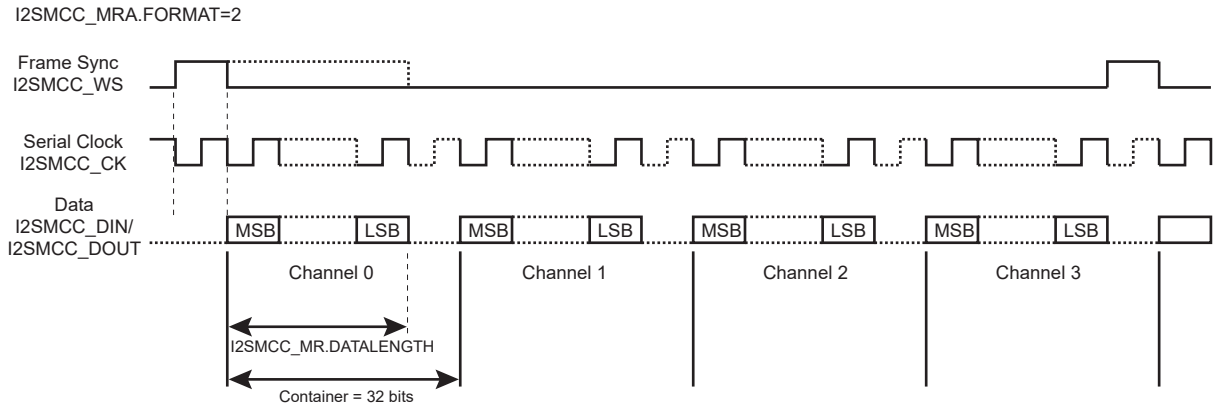 I2SMCC_MRA.FORMAT=2
Frame Sync
I2SMCC_WS
Serial Clock
I2SMCC_CK
Data
I2SMCC_DIN/
I2SMCC_DOUT
MSB LSB MSB LSB MSB LSB MSB LSB
Channel 0 Channel 1 Channel 2 Channel 3
I2SMCC_MR.DATALENGTH
Container = 32 bits